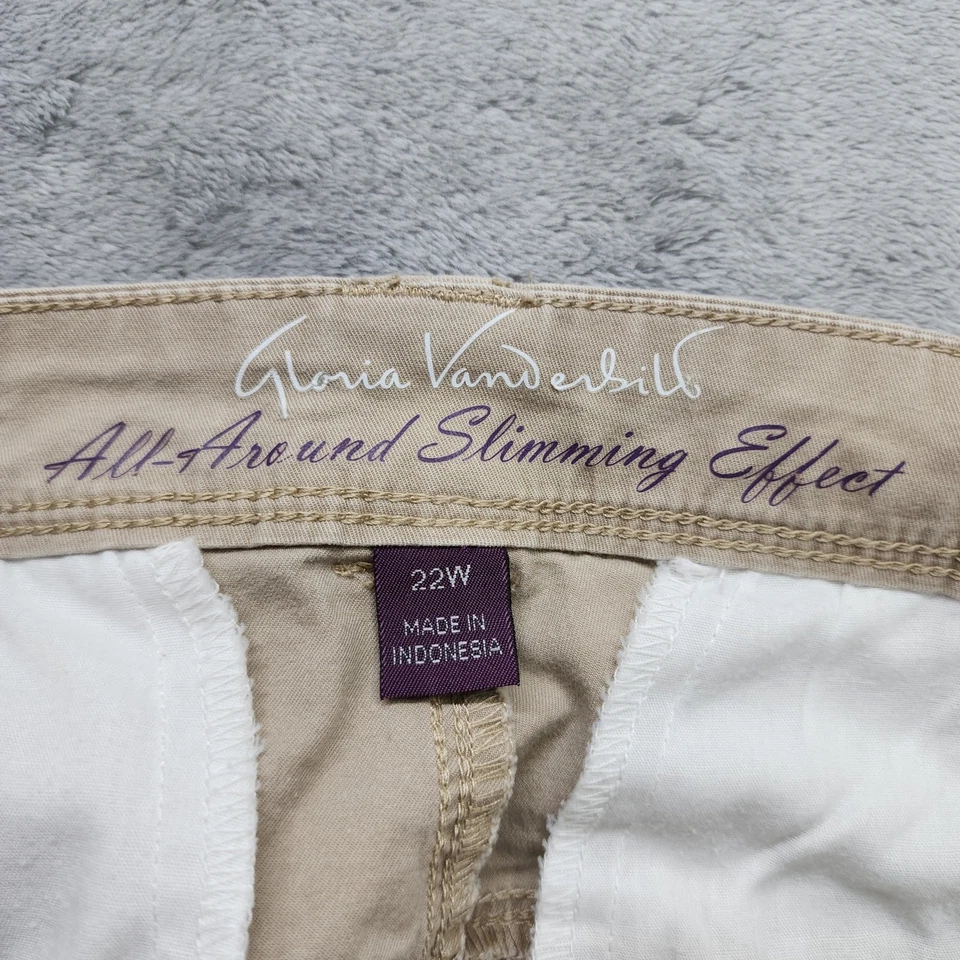 Gloria Vanderbilt
All-Around Slimming Effect
22W
MADE IN
INDONESIA